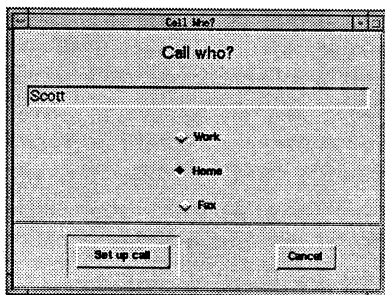 Call Who?
Call who?
Scott
Work
Home
Fax
Set up call
Cancel